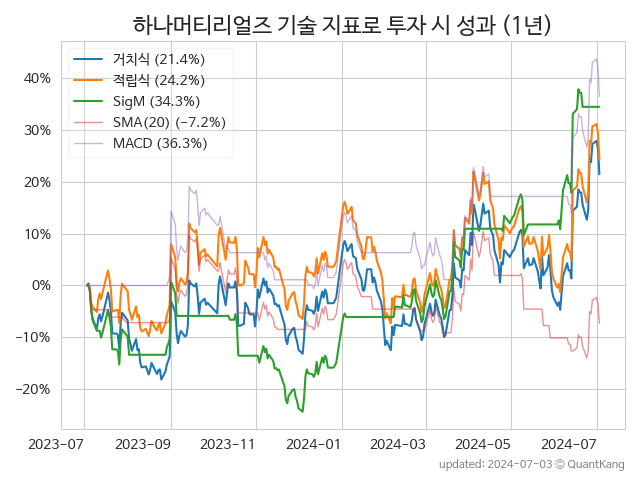 하나머티리얼즈 기술 지표로 투자 시 성과 (1년)
거치식 (21.4%)
적립식 (24.2%)
SigM (34.3%)
SMA(20) (-7.2%)
MACD (36.3%)
40%
30%
20%
10%
0%
-10%
-20%
2023-07 2023-09 2023-11 2024-01 2024-03 2024-05 2024-07
updated: 2024-07-03 © QuantKang